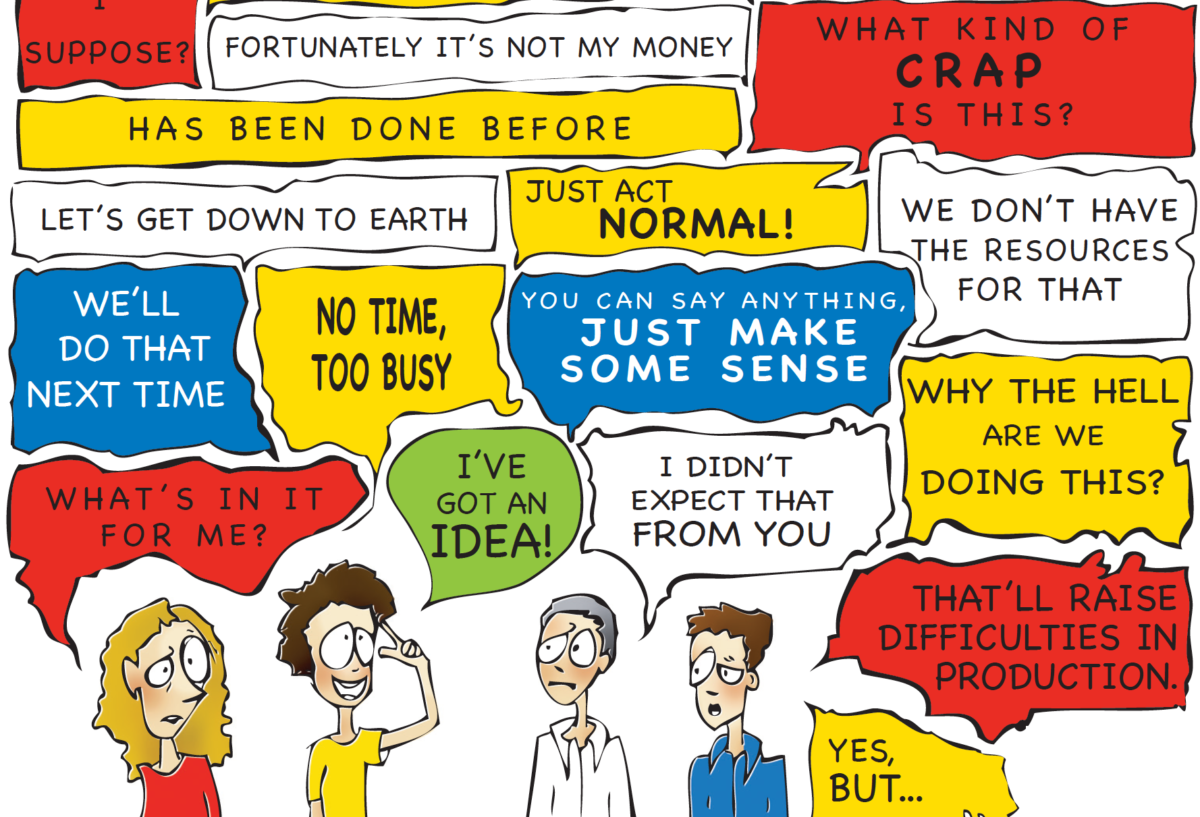 I
SUPPOSE?
FORTUNATELY IT'S NOT MY MONEY
WHAT KIND OF
CRAP
IS THIS?
HAS BEEN DONE BEFORE
LET'S GET DOWN TO EARTH
JUST ACT
NORMAL!
WE DON'T HAVE
THE RESOURCES
FOR THAT
WE'LL
DO THAT
NEXT TIME
NO TIME,
TOO BUSY
YOU CAN SAY ANYTHING,
JUST MAKE
SOME SENSE
WHY THE HELL
ARE WE
DOING THIS?
WHAT'S IN IT
FOR ME?
I'VE
GOT AN
IDEA!
I DIDN'T
EXPECT THAT
FROM YOU
THAT'LL RAISE
DIFFICULTIES IN
PRODUCTION.
YES,
BUT...